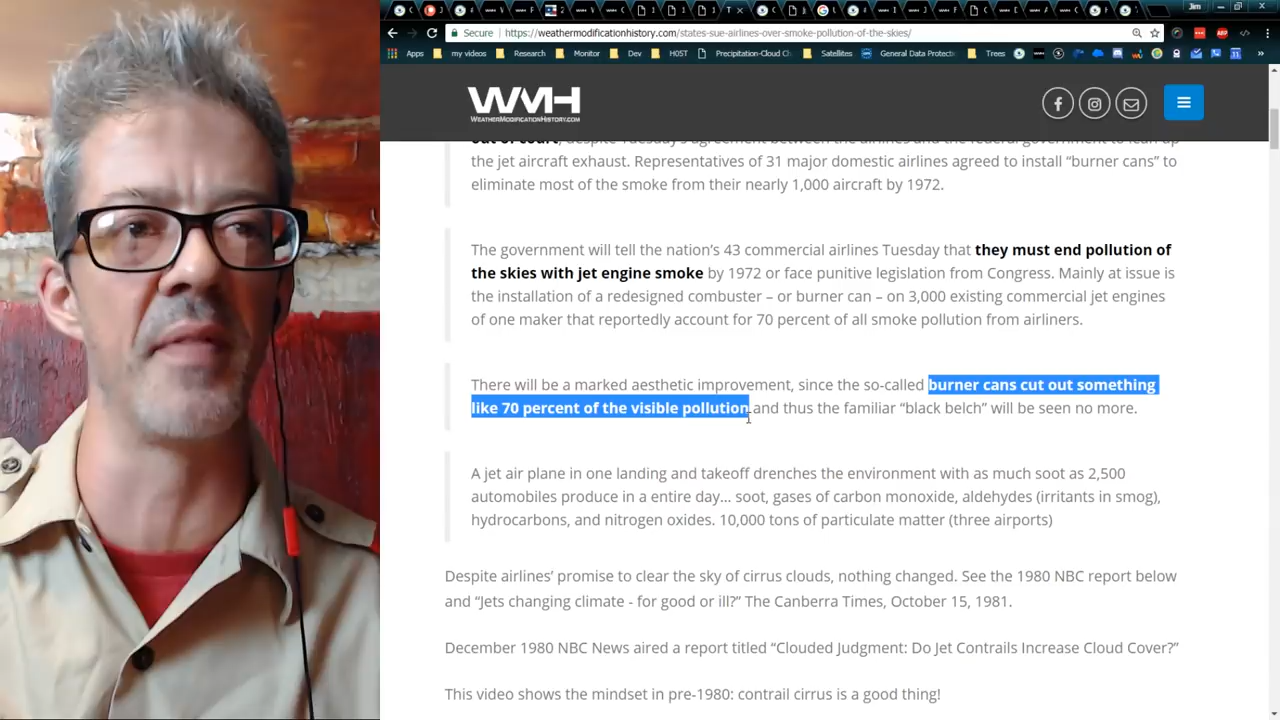 Jim
Secure
https://weathermodificationhistory.com/states-sue-airlines-over-smoke-pollution-of-the-skies/
Apps my videos Research Monitor Dev H0ST Precipitation-Cloud Satellites General Data Protect Trees
WMH
WEATHERMODIFICATIONHISTORY.COM
the jet aircraft exhaust. Representatives of 31 major domestic airlines agreed to install “burner cans” to
eliminate most of the smoke from their nearly 1,000 aircraft by 1972.
The government will tell the nation’s 43 commercial airlines Tuesday that they must end pollution of
the skies with jet engine smoke by 1972 or face punitive legislation from Congress. Mainly at issue is
the installation of a redesigned combuster – or burner can – on 3,000 existing commercial jet engines
of one maker that reportedly account for 70 percent of all smoke pollution from airliners.
There will be a marked aesthetic improvement, since the so-called burner cans cut out something
like 70 percent of the visible pollution and thus the familiar “black belch” will be seen no more.
A jet air plane in one landing and takeoff drenches the environment with as much soot as 2,500
automobiles produce in a entire day... soot, gases of carbon monoxide, aldehydes (irritants in smog),
hydrocarbons, and nitrogen oxides. 10,000 tons of particulate matter (three airports)
Despite airlines’ promise to clear the sky of cirrus clouds, nothing changed. See the 1980 NBC report below
and “Jets changing climate - for good or ill?” The Canberra Times, October 15, 1981.
December 1980 NBC News aired a report titled “Clouded Judgment: Do Jet Contrails Increase Cloud Cover?”
This video shows the mindset in pre-1980: contrail cirrus is a good thing!